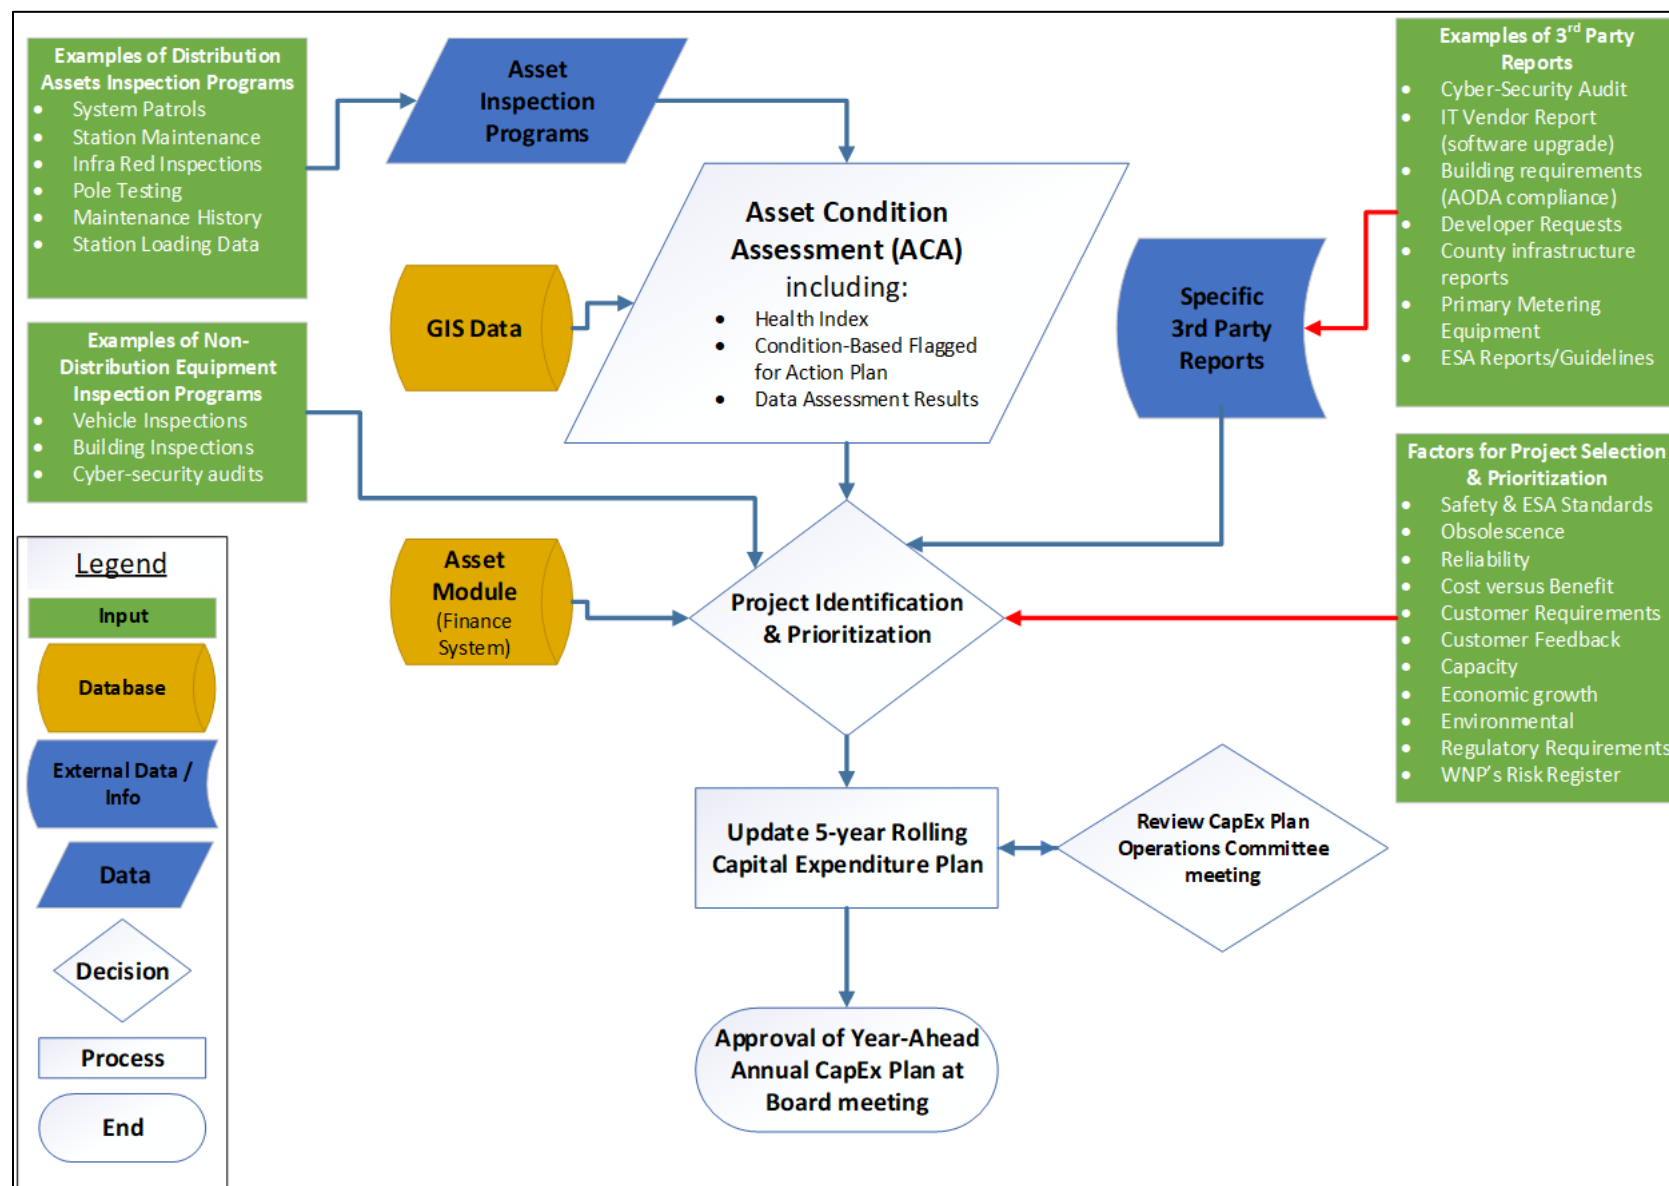 Examples of Distribution
Assets Inspection Programs
• System Patrols
• Station Maintenance
• Infra Red Inspections
• Pole Testing
• Maintenance History
• Station Loading Data
Asset
Inspection
Programs
Examples of 3rd Party
Reports
• Cyber-Security Audit
• IT Vendor Report
(software upgrade)
• Building requirements
(AODA compliance)
• Developer Requests
• County infrastructure
reports
• Primary Metering
Equipment
• ESA Reports/Guidelines
Asset Condition
Assessment (ACA)
including:
• Health Index
• Condition-Based Flagged
for Action Plan
• Data Assessment Results
GIS Data
Specific
3rd Party
Reports
Examples of Non-
Distribution Equipment
Inspection Programs
• Vehicle Inspections
• Building Inspections
• Cyber-security audits
Factors for Project Selection
& Prioritization
• Safety & ESA Standards
• Obsolescence
• Reliability
• Cost versus Benefit
• Customer Requirements
• Customer Feedback
• Capacity
• Economic growth
• Environmental
• Regulatory Requirements
• WNP's Risk Register
Asset
Module
(Finance
System)
Project Identification
& Prioritization
Update 5-year Rolling
Capital Expenditure Plan
Review CapEx Plan
Operations Committee
meeting
Approval of Year-Ahead
Annual CapEx Plan at
Board meeting
Legend
Input
Database
External Data /
Info
Data
Decision
Process
End